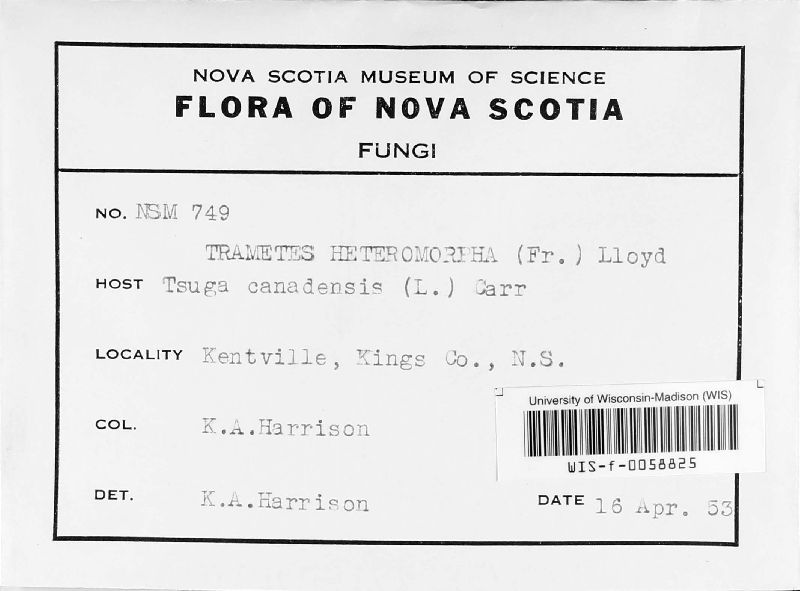 NOVA SCOTIA MUSEUM OF SCIENCE
FLORA OF NOVA SCOTIA
FUNGI
NO. NSM 749
TRAMETES HETEROMORPHA (Fr.) Lloyd
HOST Tsuga canadensis (L.) Carr
LOCALITY Kentville, Kings Co., N.S.
COL. K.A.Harrison
University of Wisconsin-Madison (WIS)
WIS-f-0058825
DET. K.A.Harrison DATE 16 Apr. 53